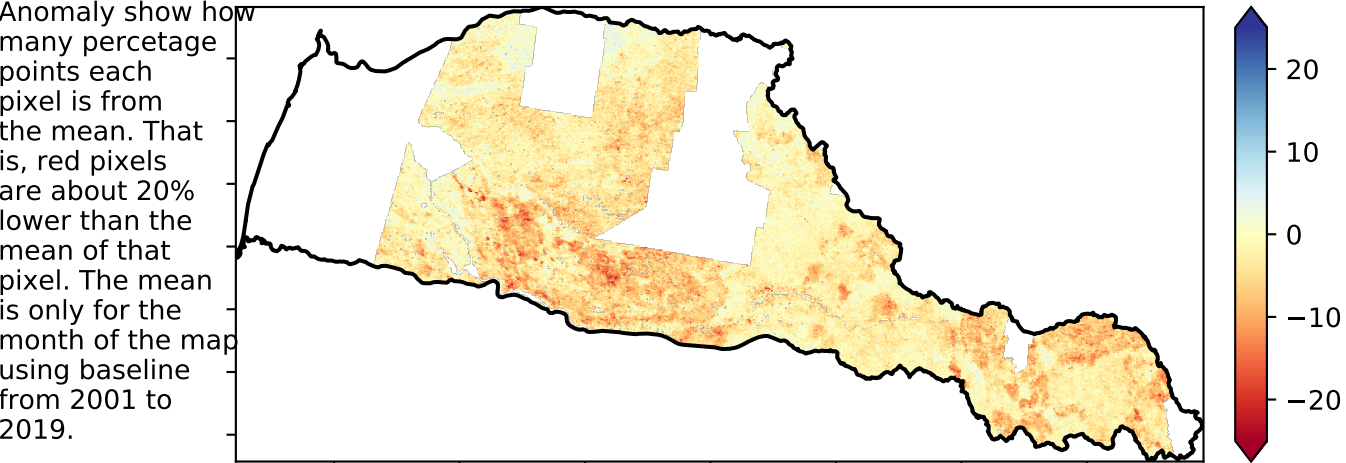 Anomaly show how
many percetage
points each
pixel is from
the mean. That
is, red pixels
are about 20%
lower than the
mean of that
pixel. The mean
is only for the
month of the map
using baseline
from 2001 to
2019.
20
10
0
−10
−20